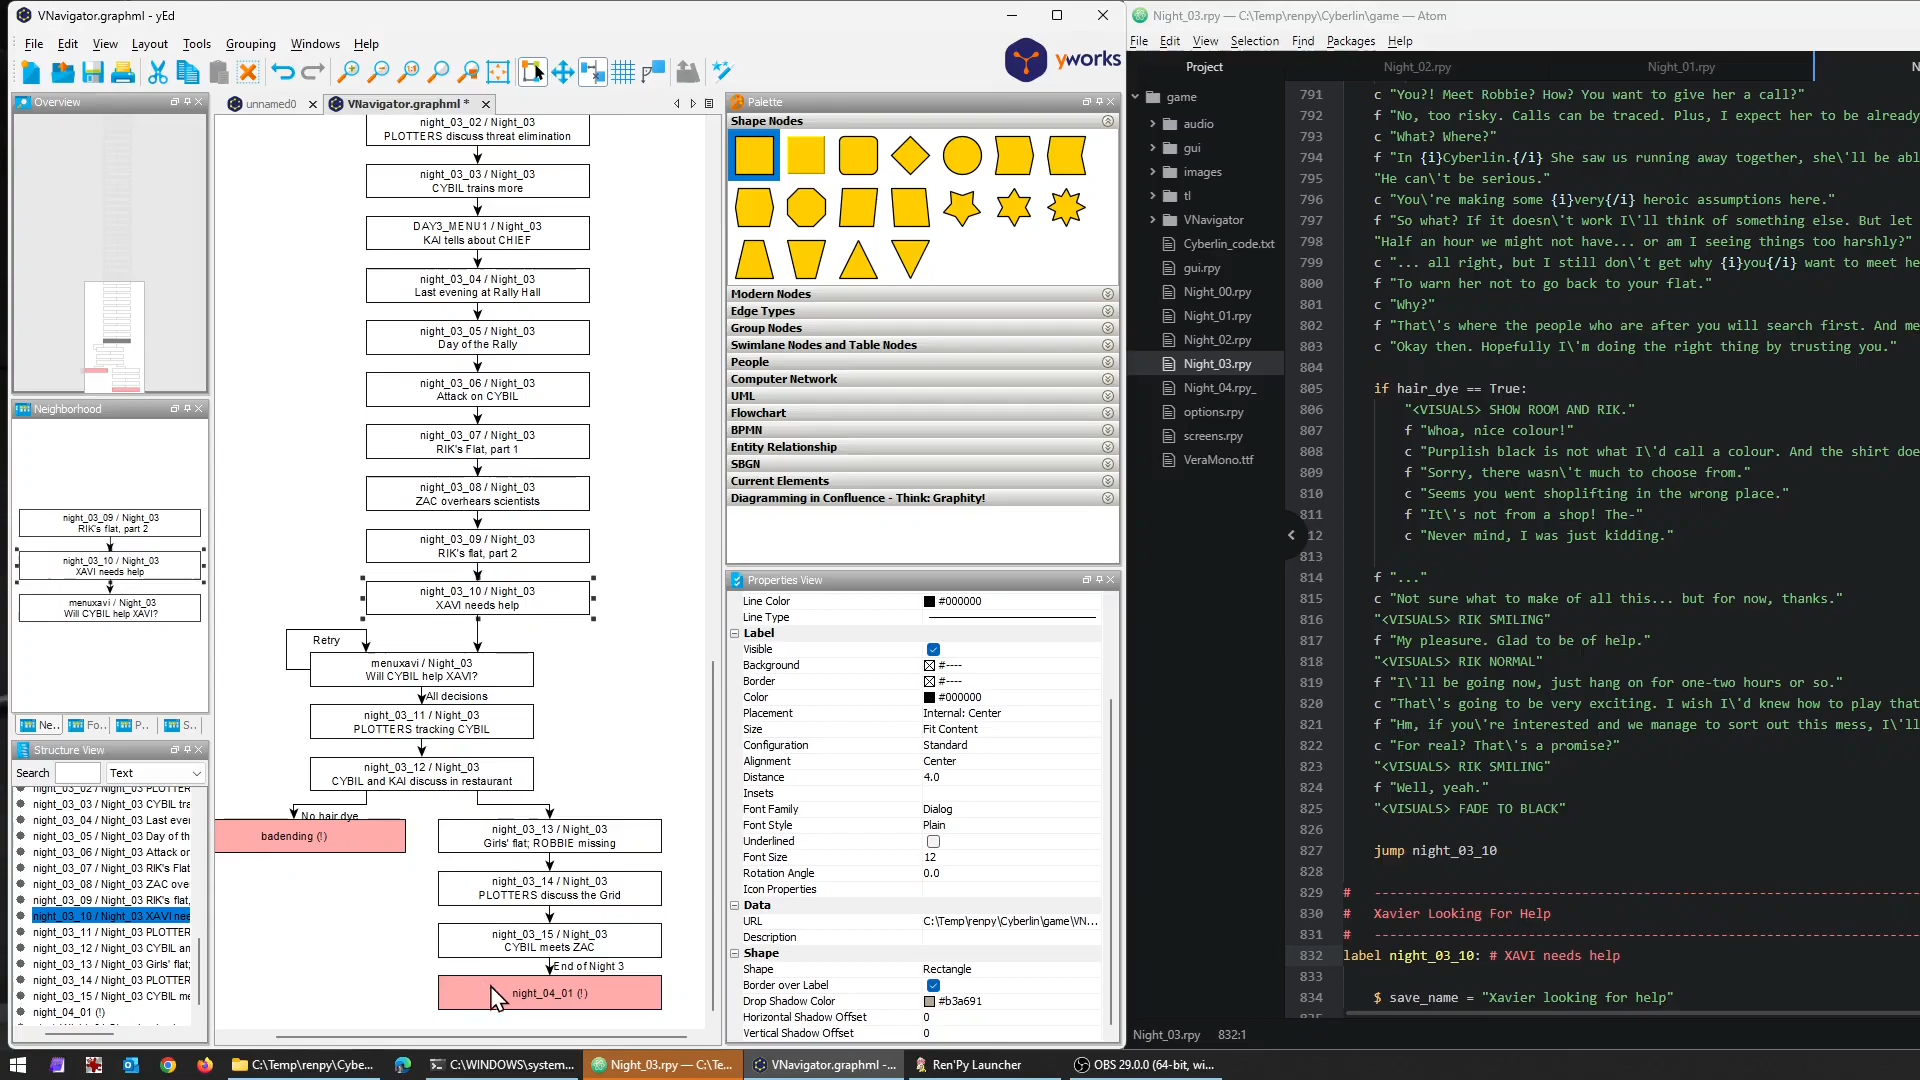 VNavigator.graphml - yEd
File Edit View Layout Tools Grouping Windows Help
yworks
Overview
unnamed0
VNavigator.graphml *
night_03_02 / Night_03
PLOTTERS discuss threat elimination
night_03_03 / Night_03
CYBIL trains more
DAY3_MENU1 / Night_03
KAI tells about CHIEF
night_03_04 / Night_03
Last evening at Rally Hall
night_03_05 / Night_03
Day of the Rally
night_03_06 / Night_03
Attack on CYBIL
night_03_07 / Night_03
RIK's Flat, part 1
night_03_08 / Night_03
ZAC overhears scientists
night_03_09 / Night_03
RIK's flat, part 2
night_03_10 / Night_03
XAVI needs help
Retry
menuxavi / Night_03
Will CYBIL help XAVI?
All decisions
night_03_11 / Night_03
PLOTTERS tracking CYBIL
night_03_12 / Night_03
CYBIL and KAI discuss in restaurant
No hair dye
badending (!)
night_03_13 / Night_03
Girls' flat; ROBBIE missing
night_03_14 / Night_03
PLOTTERS discuss the Grid
night_03_15 / Night_03
CYBIL meets ZAC
End of Night 3
night_04_01 (!)
Neighborhood
night_03_09 / Night_03
RIK's flat, part 2
night_03_10 / Night_03
XAVI needs help
menuxavi / Night_03
Will CYBIL help XAVI?
Ne.. Fo.. P.. S..
Structure View
Search Text
night_03_02 / Night_03 PLOTTER
night_03_03 / Night_03 CYBIL tra
night_03_04 / Night_03 Last ever
night_03_05 / Night_03 Day of th
night_03_06 / Night_03 Attack or
night_03_07 / Night_03 RIK's Flat
night_03_08 / Night_03 ZAC ove
night_03_09 / Night_03 RIK's flat,
night_03_10 / Night_03 XAVI nee
night_03_11 / Night_03 PLOTTER
night_03_12 / Night_03 CYBIL an
night_03_13 / Night_03 Girls' flat;
night_03_14 / Night_03 PLOTTER
night_03_15 / Night_03 CYBIL me
night_04_01 (!)
Palette
Shape Nodes
Modern Nodes
Edge Types
Group Nodes
Swimlane Nodes and Table Nodes
People
Computer Network
UML
Flowchart
BPMN
Entity Relationship
SBGN
Current Elements
Diagramming in Confluence - Think: Graphity!
Properties View
Line Color #000000
Line Type
Label
Visible
Background #----
Border #----
Color #000000
Placement Internal: Center
Size Fit Content
Configuration Standard
Alignment Center
Distance 4.0
Insets
Font Family Dialog
Font Style Plain
Underlined
Font Size 12
Rotation Angle 0.0
Icon Properties
Data
URL C:\Temp\renpy\Cyberlin\game\VN...
Description
Shape
Shape Rectangle
Border over Label
Drop Shadow Color #b3a691
Horizontal Shadow Offset 0
Vertical Shadow Offset 0
Night_03.rpy — C:\Temp\renpy\Cyberlin\game — Atom
File Edit View Selection Find Packages Help
Project
game
audio
gui
images
tl
VNavigator
Cyberlin_code.txt
gui.rpy
Night_00.rpy
Night_01.rpy
Night_02.rpy
Night_03.rpy
Night_04.rpy_
options.rpy
screens.rpy
VeraMono.ttf
Night_02.rpy Night_01.rpy N
791 c "You?! Meet Robbie? How? You want to give her a call?"
792 f "No, too risky. Calls can be traced. Plus, I expect her to be already
793 c "What? Where?"
794 f "In {i}Cyberlin.{/i} She saw us running away together, she\'ll be abl
795 "He can\'t be serious."
796 c "You\'re making some {i}very{/i} heroic assumptions here."
797 f "So what? If it doesn\'t work I\'ll think of something else. But let
798 "Half an hour we might not have... or am I seeing things too harshly?"
799 c "... all right, but I still don\'t get why {i}you{/i} want to meet he
800 f "To warn her not to go back to your flat."
801 c "Why?"
802 f "That\'s where the people who are after you will search first. And me
803 c "Okay then. Hopefully I\'m doing the right thing by trusting you."
804
805 if hair_dye == True:
806 "<VISUALS> SHOW ROOM AND RIK."
807 f "Whoa, nice colour!"
808 c "Purplish black is not what I\'d call a colour. And the shirt doe
809 f "Sorry, there wasn\'t much to choose from."
810 c "Seems you went shoplifting in the wrong place."
811 f "It\'s not from a shop! The-"
12 c "Never mind, I was just kidding."
813
814 f "..."
815 c "Not sure what to make of all this... but for now, thanks."
816 "<VISUALS> RIK SMILING"
817 f "My pleasure. Glad to be of help."
818 "<VISUALS> RIK NORMAL"
819 f "I\'ll be going now, just hang on for one-two hours or so."
820 c "That\'s going to be very exciting. I wish I\'d knew how to play that
821 f "Hm, if you\'re interested and we manage to sort out this mess, I\'ll
822 c "For real? That\'s a promise?"
823 "<VISUALS> RIK SMILING"
824 f "Well, yeah."
825 "<VISUALS> FADE TO BLACK"
826
827 jump night_03_10
828
829 # ----------------------------------------------------------------
830 # Xavier Looking For Help
831 # ----------------------------------------------------------------
832 label night_03_10: # XAVI needs help
833
834 $ save_name = "Xavier looking for help"
Night_03.rpy 832:1
C:\Temp\renpy\Cybe...
C:\WINDOWS\system...
Night_03.rpy — C:\Te...
VNavigator.graphml -...
Ren'Py Launcher
OBS 29.0.0 (64-bit, wi...